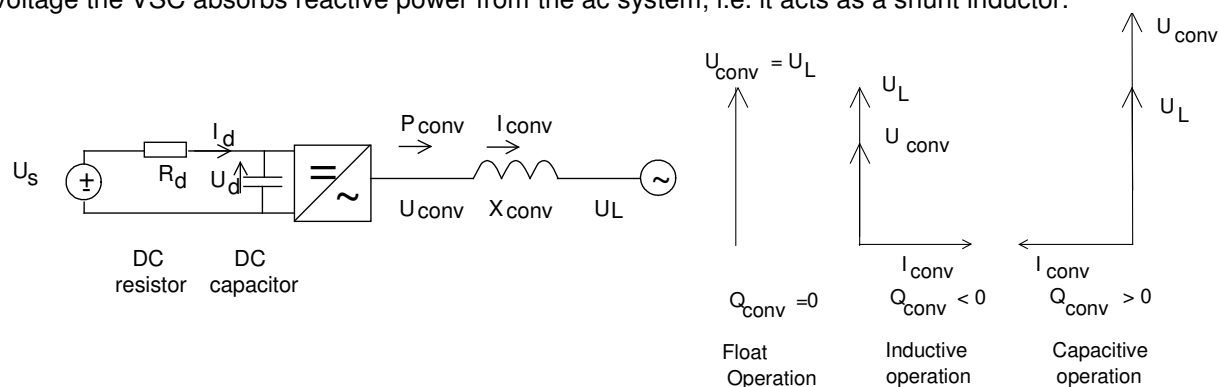 voltage the VSC absorbs reactive power from the ac system, i.e. it acts as a shunt inductor.
U_s
R_d
I_d
U_d
=
~
P_conv
I_conv
U_conv
X_conv
U_L
~
DC resistor
DC capacitor
U_conv = U_L
Q_conv =0
Float Operation
U_L
U_conv
I_conv
Q_conv < 0
Inductive operation
U_conv
U_L
I_conv
Q_conv > 0
Capacitive operation